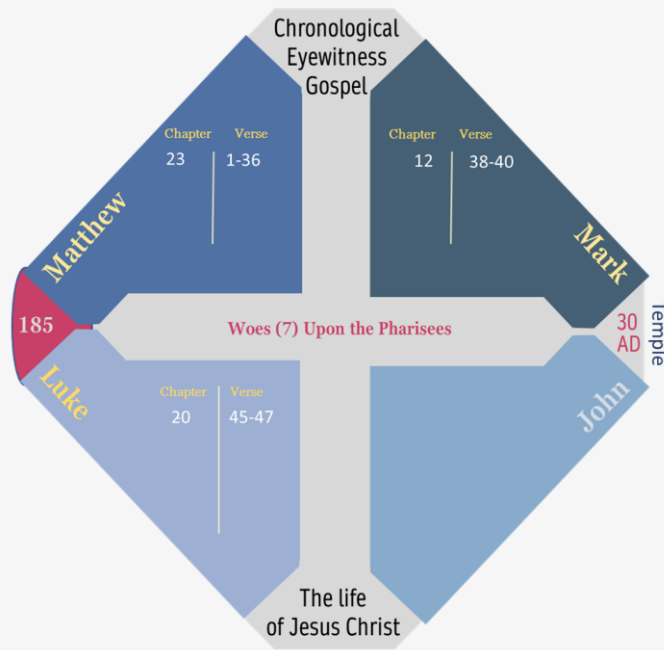 Chronological
Eyewitness
Gospel
Chapter Verse
23 1-36
Matthew
Chapter Verse
12 38-40
Mark
185
Woes (7) Upon the Pharisees
30
AD
Temple
Luke
Chapter Verse
20 45-47
John
The life
of Jesus Christ